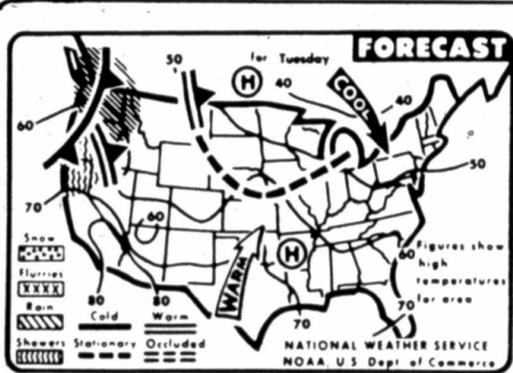 FORECAST
for Tuesday
50
H
40
COOL
40
60
50
70
60
Snow
Flurries
Rain
Showers
80
80
Cold
Warm
Stationary
Occluded
WARM
H
70
60
70
Figures show
high
temperatures
for area
NATIONAL WEATHER SERVICE
NOAA, U S Dept of Commerce